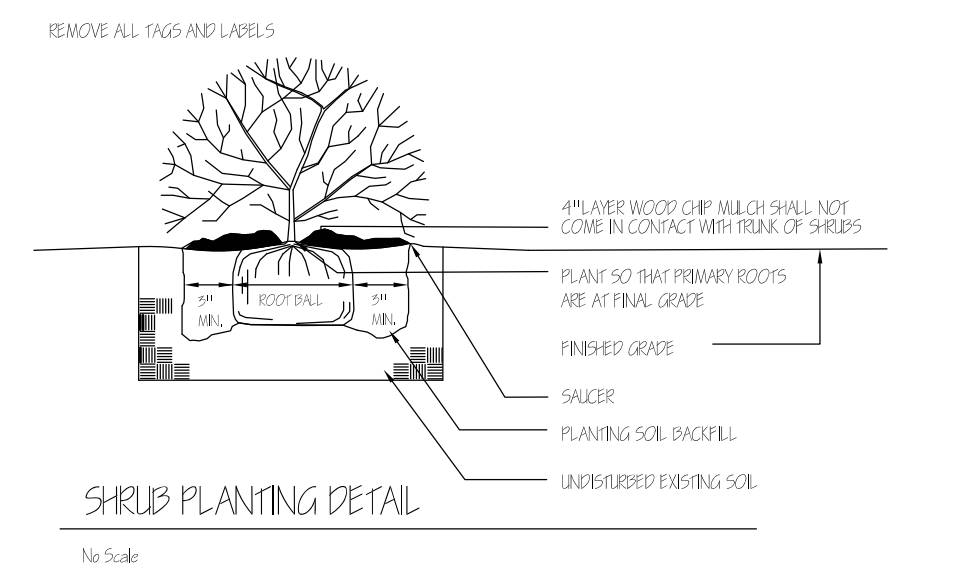 REMOVE ALL TAGS AND LABELS
4" LAYER WOOD CHIP MULCH SHALL NOT
COME IN CONTACT WITH TRUNK OF SHRUBS
PLANT SO THAT PRIMARY ROOTS
ARE AT FINAL GRADE
3"
MIN.
ROOT BALL
3"
MIN.
FINISHED GRADE
SAUCER
PLANTING SOIL BACKFILL
UNDISTURBED EXISTING SOIL
SHRUB PLANTING DETAIL
No Scale